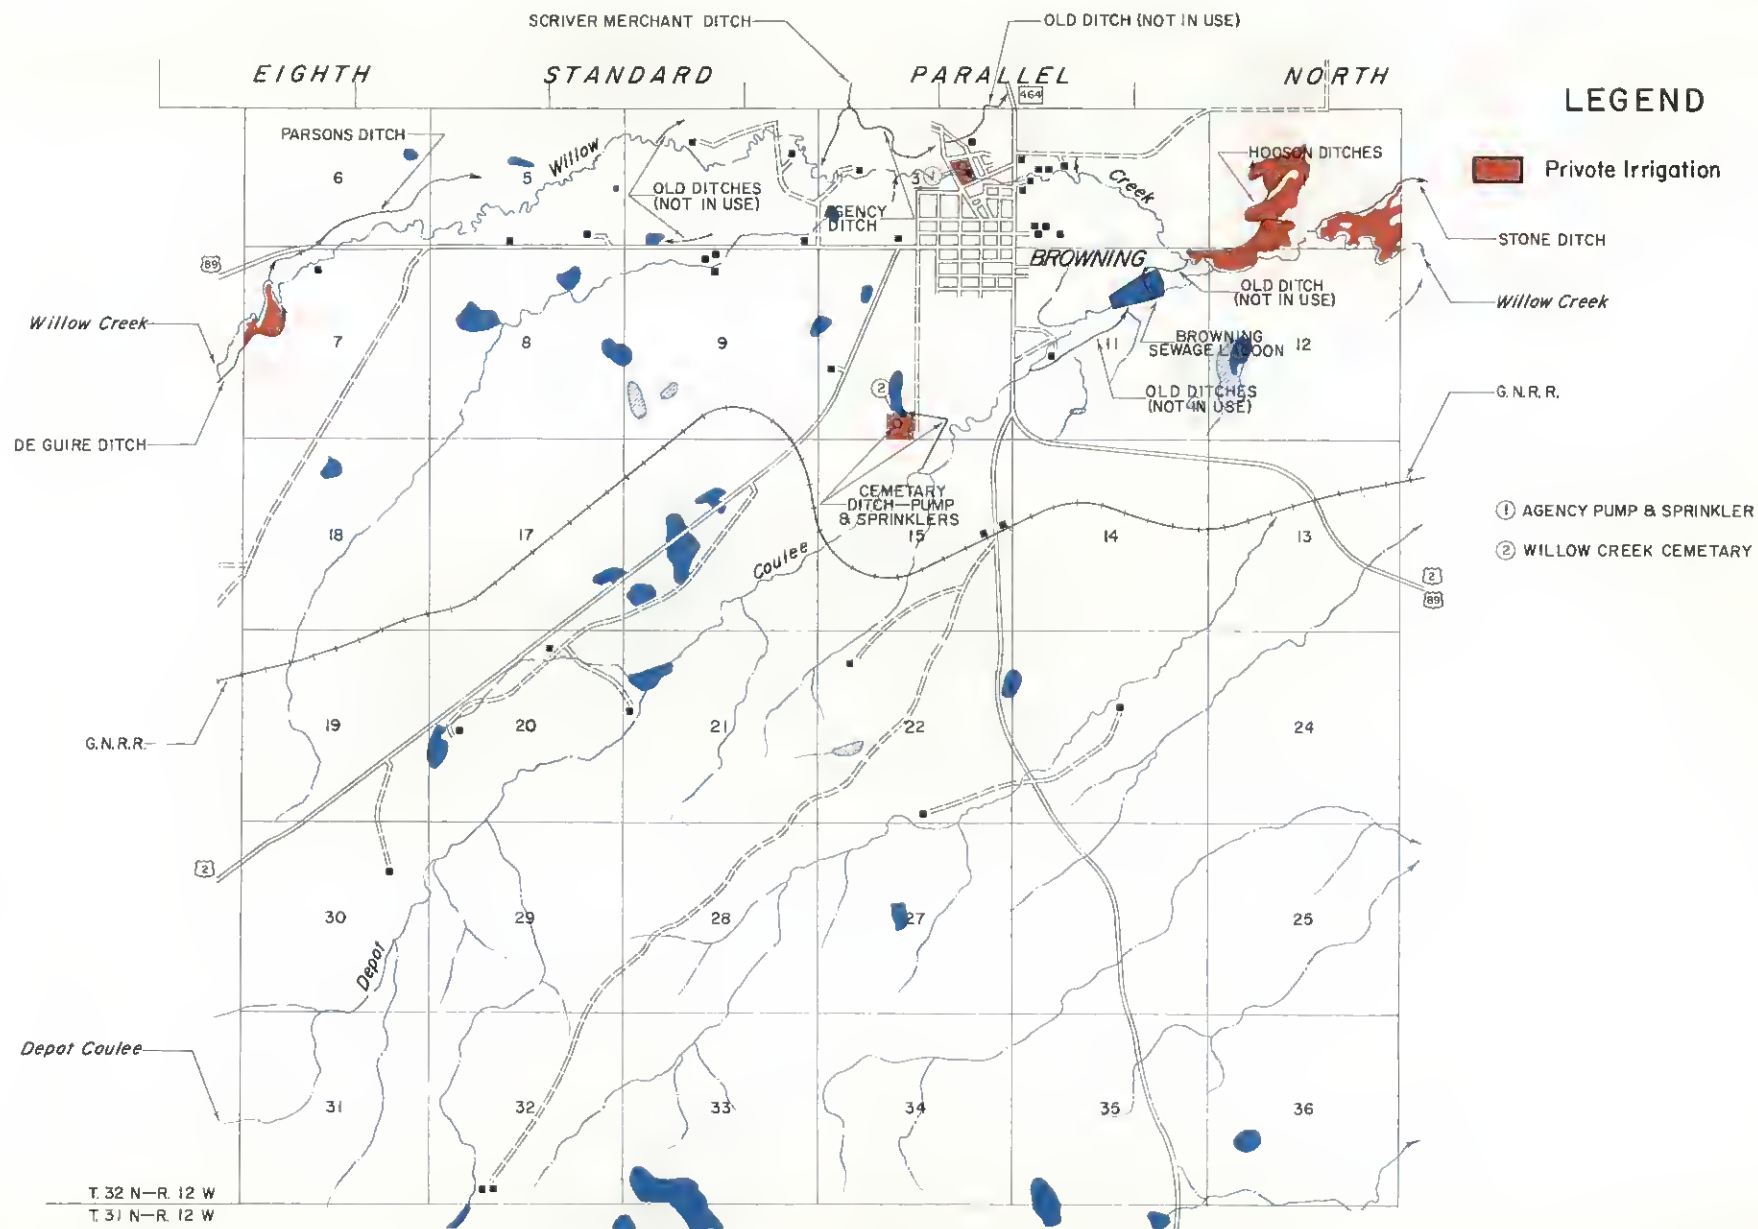 SCRIVER MERCHANT DITCH
OLD DITCH (NOT IN USE)
EIGHTH STANDARD PARALLEL NORTH
464
LEGEND
Private Irrigation
PARSONS DITCH
Willow
HODSON DITCHES
6
5
3
OLD DITCHES
(NOT IN USE)
AGENCY
DITCH
Creek
STONE DITCH
89
BROWNING
OLD DITCH
(NOT IN USE)
Willow Creek
Willow Creek
BROWNING
SEWAGE LAGOON
7
8
9
11
12
2
OLD DITCHES
(NOT IN USE)
G.N.R.R.
DE GUIRE DITCH
CEMETARY
DITCH—PUMP
& SPRINKLERS
18
17
15
14
13
1 AGENCY PUMP & SPRINKLER
2 WILLOW CREEK CEMETARY
Coulee
2
89
19
20
21
22
24
G.N.R.R.
2
30
29
28
27
25
Depot
Depot Coulee
31
32
33
34
35
36
T. 32 N—R. 12 W
T. 31 N—R. 12 W